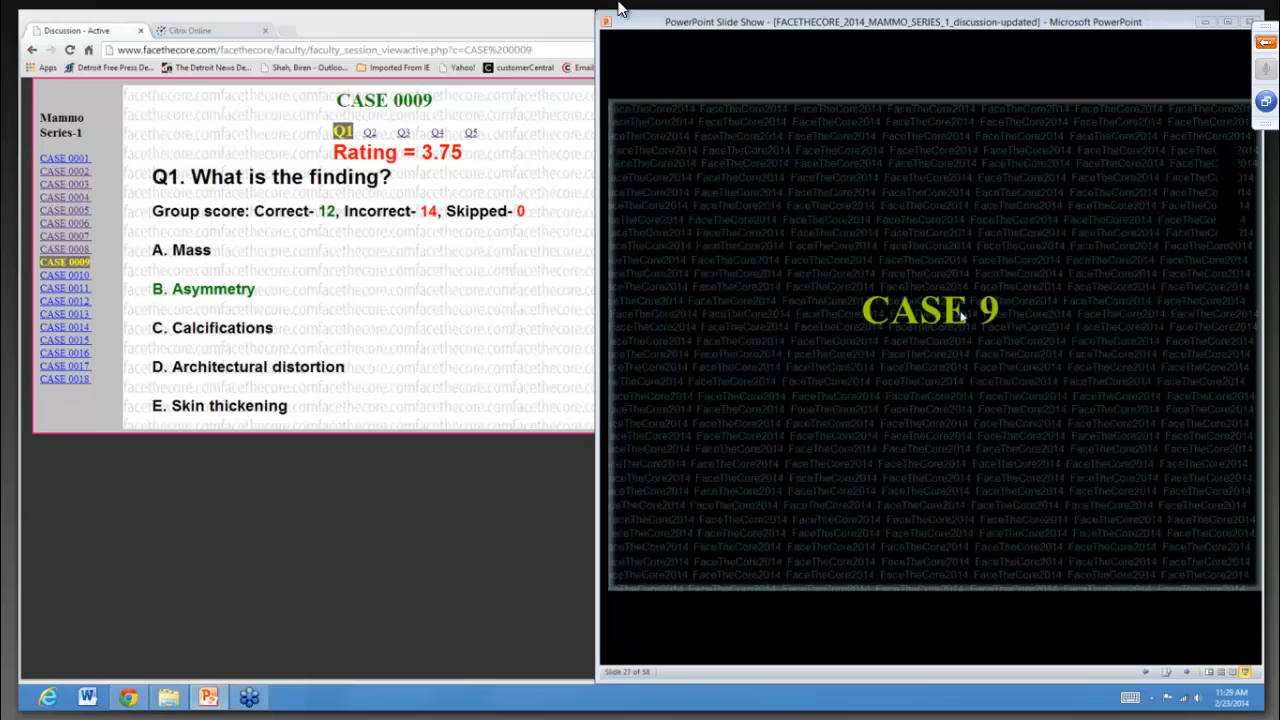 Discussion - Active
Citrix Online
PowerPoint Slide Show - [FACETHECORE_2014_MAMMO_SERIES_1_discussion-updated] - Microsoft PowerPoint
www.facethecore.com/facethecore/faculty/faculty_session_viewactive.php?c=CASE%200009
Apps Detroit Free Press De... The Detroit News De... Shah, Biren - Outloo... Imported From IE Yahoo! customerCentral Email
Mammo
Series-1
CASE 0001
CASE 0002
CASE 0003
CASE 0004
CASE 0005
CASE 0006
CASE 0007
CASE 0008
CASE 0009
CASE 0010
CASE 0011
CASE 0012
CASE 0013
CASE 0014
CASE 0015
CASE 0016
CASE 0017
CASE 0018
CASE 0009
Q1 Q2 Q3 Q4 Q5
Rating = 3.75
Q1. What is the finding?
Group score: Correct- 12, Incorrect- 14, Skipped- 0
A. Mass
B. Asymmetry
C. Calcifications
D. Architectural distortion
E. Skin thickening
CASE 9
Slide 27 of 58
11:29 AM
2/23/2014